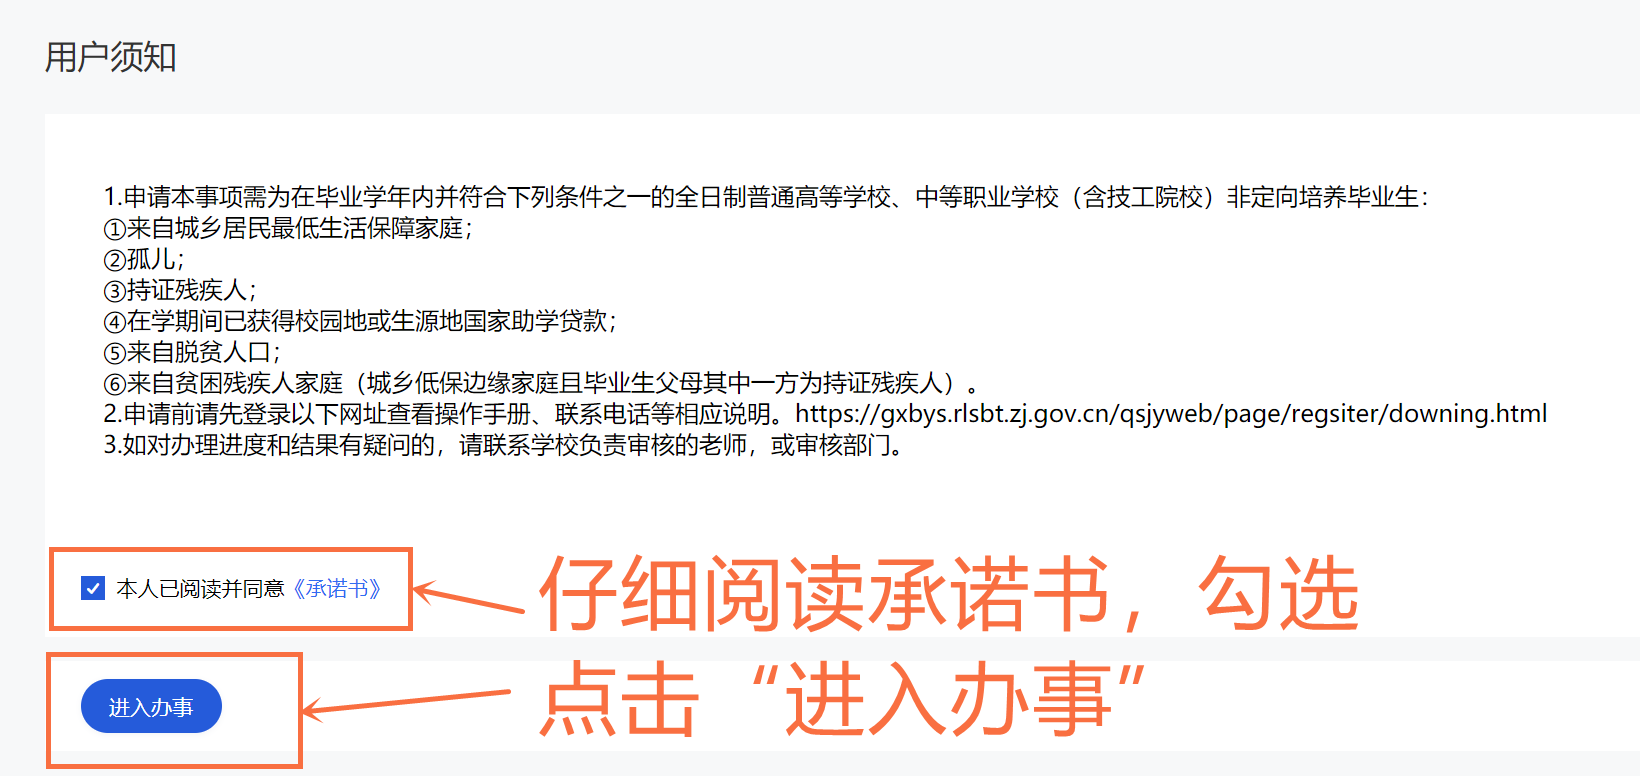 用户须知
1.申请本事项需为在毕业学年内并符合下列条件之一的全日制普通高等学校、中等职业学校（含技工院校）非定向培养毕业生：
①来自城乡居民最低生活保障家庭；
②孤儿；
③持证残疾人；
④在学期间已获得校园地或生源地国家助学贷款；
⑤来自脱贫人口；
⑥来自贫困残疾人家庭（城乡低保边缘家庭且毕业生父母其中一方为持证残疾人）。
2.申请前请先登录以下网址查看操作手册、联系电话等相应说明。https://gxbys.rlsbt.zj.gov.cn/qsjyweb/page/regsiter/downing.html
3.如对办理进度和结果有疑问的，请联系学校负责审核的老师，或审核部门。
本人已阅读并同意《承诺书》
仔细阅读承诺书，勾选
进入办事
点击“进入办事”